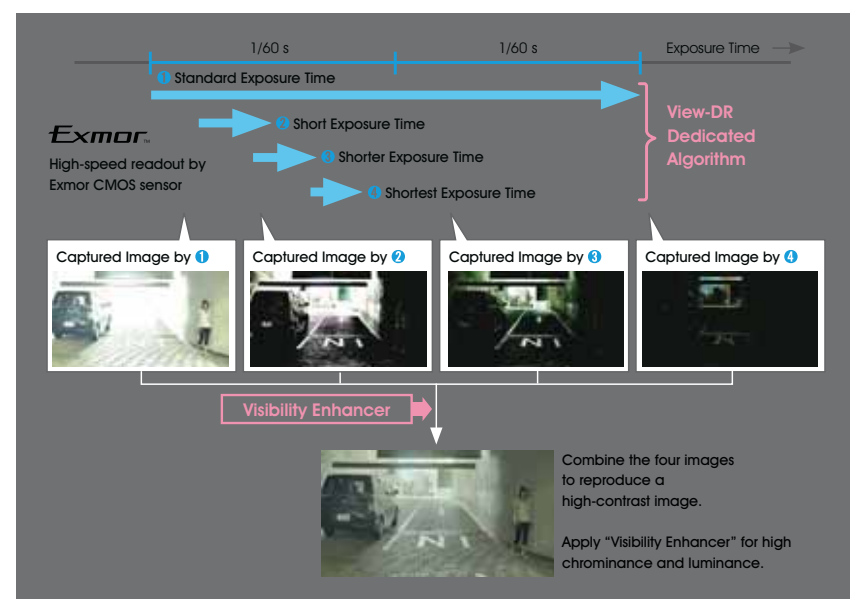 1/60 s 1/60 s Exposure Time
1 Standard Exposure Time
2 Short Exposure Time
3 Shorter Exposure Time
4 Shortest Exposure Time
View-DR
Dedicated
Algorithm
Exmor™
High-speed readout by
Exmor CMOS sensor
Captured Image by 1
Captured Image by 2
Captured Image by 3
Captured Image by 4
Visibility Enhancer
Combine the four images
to reproduce a
high-contrast image.
Apply “Visibility Enhancer” for high
chrominance and luminance.